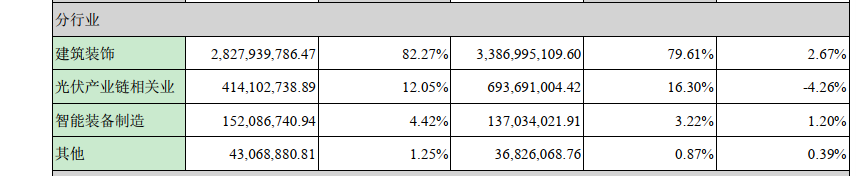 分行业
建筑装饰 2,827,939,786.47 82.27% 3,386,995,109.60 79.61% 2.67%
光伏产业链相关业 414,102,738.89 12.05% 693,691,004.42 16.30% -4.26%
智能装备制造 152,086,740.94 4.42% 137,034,021.91 3.22% 1.20%
其他 43,068,880.81 1.25% 36,826,068.76 0.87% 0.39%